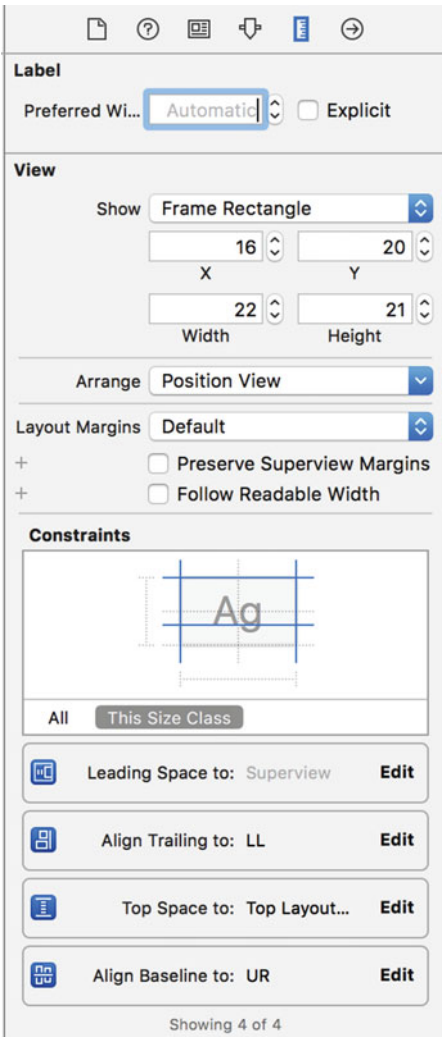 Label
Preferred Wi... Automatic Explicit
View
Show Frame Rectangle
16 20
X Y
22 21
Width Height
Arrange Position View
Layout Margins Default
+ Preserve Superview Margins
+ Follow Readable Width
Constraints
Ag
All This Size Class
Leading Space to: Superview Edit
Align Trailing to: LL Edit
Top Space to: Top Layout... Edit
Align Baseline to: UR Edit
Showing 4 of 4